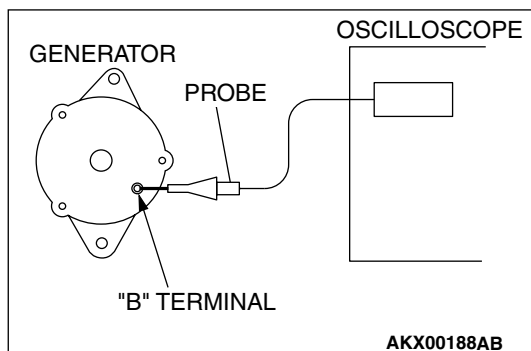 OSCILLOSCOPE
GENERATOR
PROBE
"B" TERMINAL
AKX00188AB